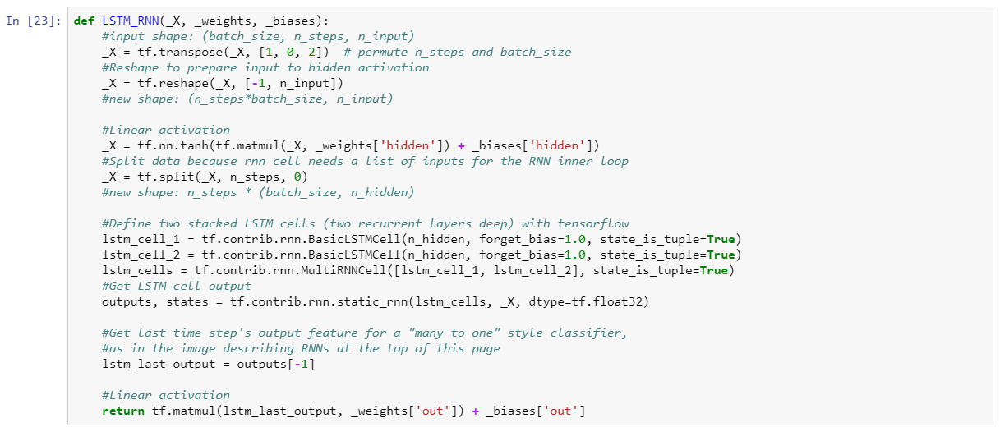 In [23]: def LSTM_RNN(_X, _weights, _biases):
    #input shape: (batch_size, n_steps, n_input)
    _X = tf.transpose(_X, [1, 0, 2])  # permute n_steps and batch_size
    #Reshape to prepare input to hidden activation
    _X = tf.reshape(_X, [-1, n_input])
    #new shape: (n_steps*batch_size, n_input)

    #Linear activation
    _X = tf.nn.tanh(tf.matmul(_X, _weights['hidden']) + _biases['hidden'])
    #Split data because rnn cell needs a list of inputs for the RNN inner loop
    _X = tf.split(_X, n_steps, 0)
    #new shape: n_steps * (batch_size, n_hidden)

    #Define two stacked LSTM cells (two recurrent layers deep) with tensorflow
    lstm_cell_1 = tf.contrib.rnn.BasicLSTMCell(n_hidden, forget_bias=1.0, state_is_tuple=True)
    lstm_cell_2 = tf.contrib.rnn.BasicLSTMCell(n_hidden, forget_bias=1.0, state_is_tuple=True)
    lstm_cells = tf.contrib.rnn.MultiRNNCell([lstm_cell_1, lstm_cell_2], state_is_tuple=True)
    #Get LSTM cell output
    outputs, states = tf.contrib.rnn.static_rnn(lstm_cells, _X, dtype=tf.float32)

    #Get last time step's output feature for a "many to one" style classifier,
    #as in the image describing RNNs at the top of this page
    lstm_last_output = outputs[-1]

    #Linear activation
    return tf.matmul(lstm_last_output, _weights['out']) + _biases['out']